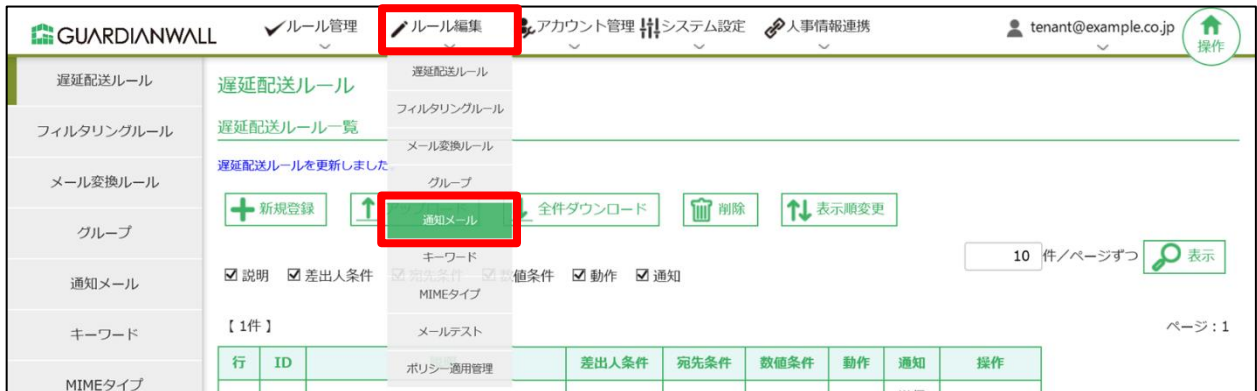 GUARDIANWALL
ルール管理
ルール編集
アカウント管理
システム設定
人事情報連携
tenant@example.co.jp
操作
遅延配送ルール
フィルタリングルール
メール変換ルール
グループ
通知メール
キーワード
MIMEタイプ
遅延配送ルール
フィルタリングルール
メール変換ルール
グループ
通知メール
キーワード
MIMEタイプ
メールテスト
ポリシー適用管理
遅延配送ルール
遅延配送ルール一覧
遅延配送ルールを更新しました
新規登録
全件ダウンロード
削除
表示順変更
10 件/ページずつ 表示
説明 差出人条件 宛先条件 数値条件 動作 通知
【 1件 】
ページ : 1
行 ID 差出人条件 宛先条件 数値条件 動作 通知 操作